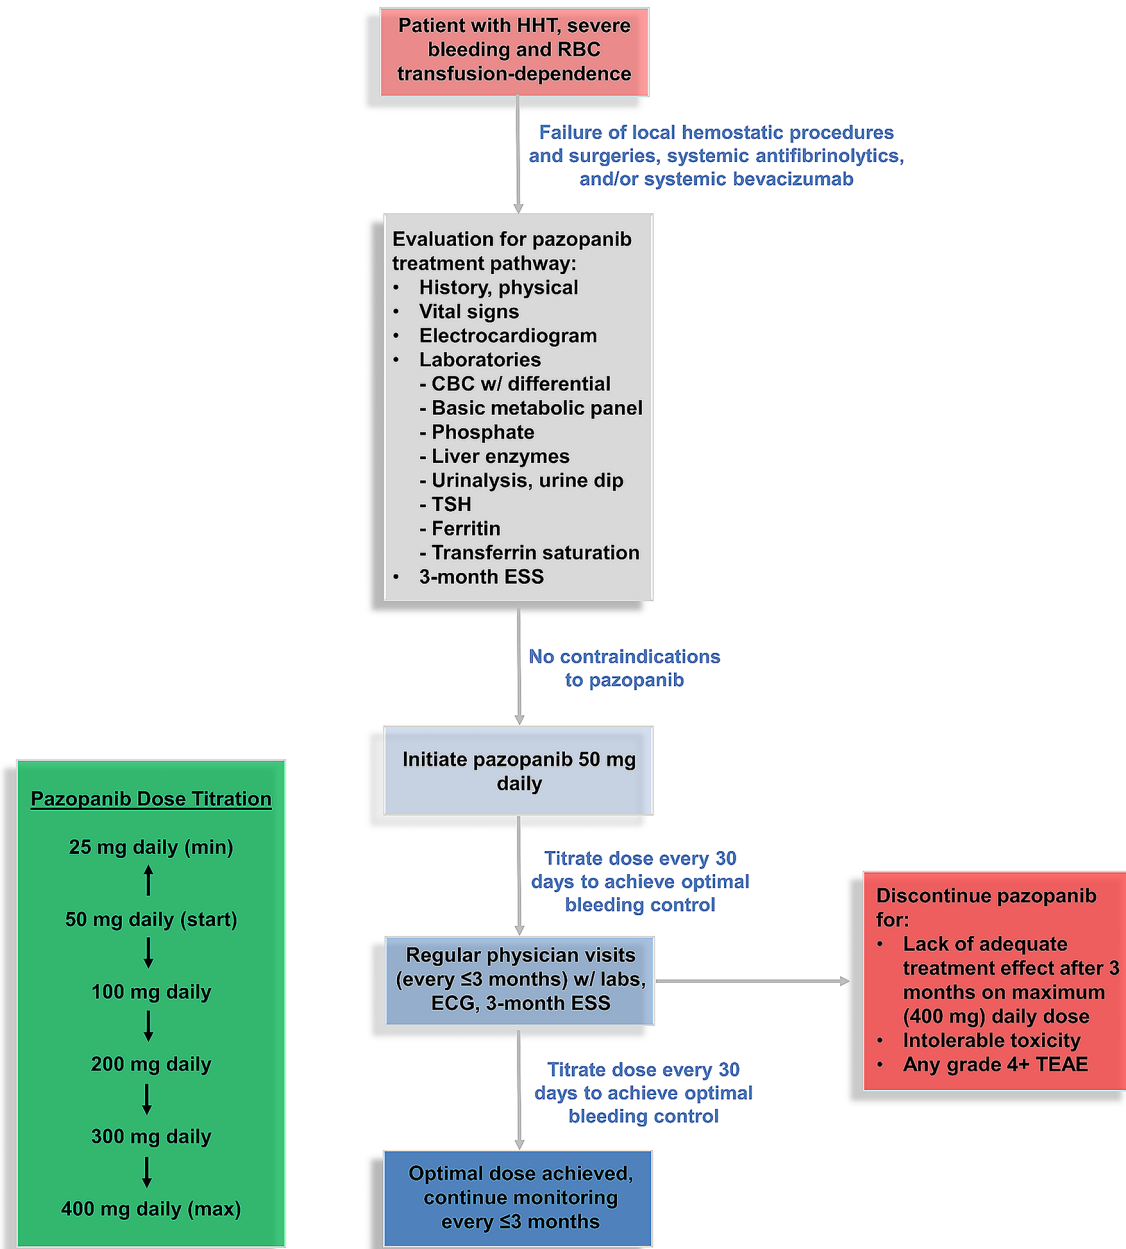 Patient with HHT, severe
bleeding and RBC
transfusion-dependence
Failure of local hemostatic procedures
and surgeries, systemic antifibrinolytics,
and/or systemic bevacizumab
Evaluation for pazopanib
treatment pathway:
• History, physical
• Vital signs
• Electrocardiogram
• Laboratories
- CBC w/ differential
- Basic metabolic panel
- Phosphate
- Liver enzymes
- Urinalysis, urine dip
- TSH
- Ferritin
- Transferrin saturation
• 3-month ESS
No contraindications
to pazopanib
Initiate pazopanib 50 mg
daily
Titrate dose every 30
days to achieve optimal
bleeding control
Regular physician visits
(every ≤3 months) w/ labs,
ECG, 3-month ESS
Titrate dose every 30
days to achieve optimal
bleeding control
Optimal dose achieved,
continue monitoring
every ≤3 months
Pazopanib Dose Titration
25 mg daily (min)
50 mg daily (start)
100 mg daily
200 mg daily
300 mg daily
400 mg daily (max)
Discontinue pazopanib
for:
• Lack of adequate
treatment effect after 3
months on maximum
(400 mg) daily dose
• Intolerable toxicity
• Any grade 4+ TEAE